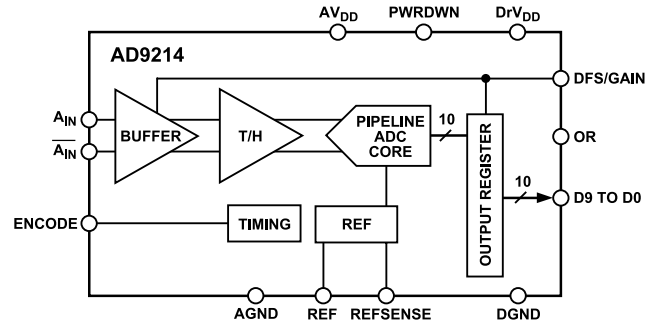 AVDD PWRDWN DrVDD
AD9214
DFS/GAIN
AIN
BUFFER
T/H
PIPELINE
ADC
CORE
10
OUTPUT REGISTER
OR
AIN
10
D9 TO D0
ENCODE
TIMING
REF
AGND REF REFSENSE DGND